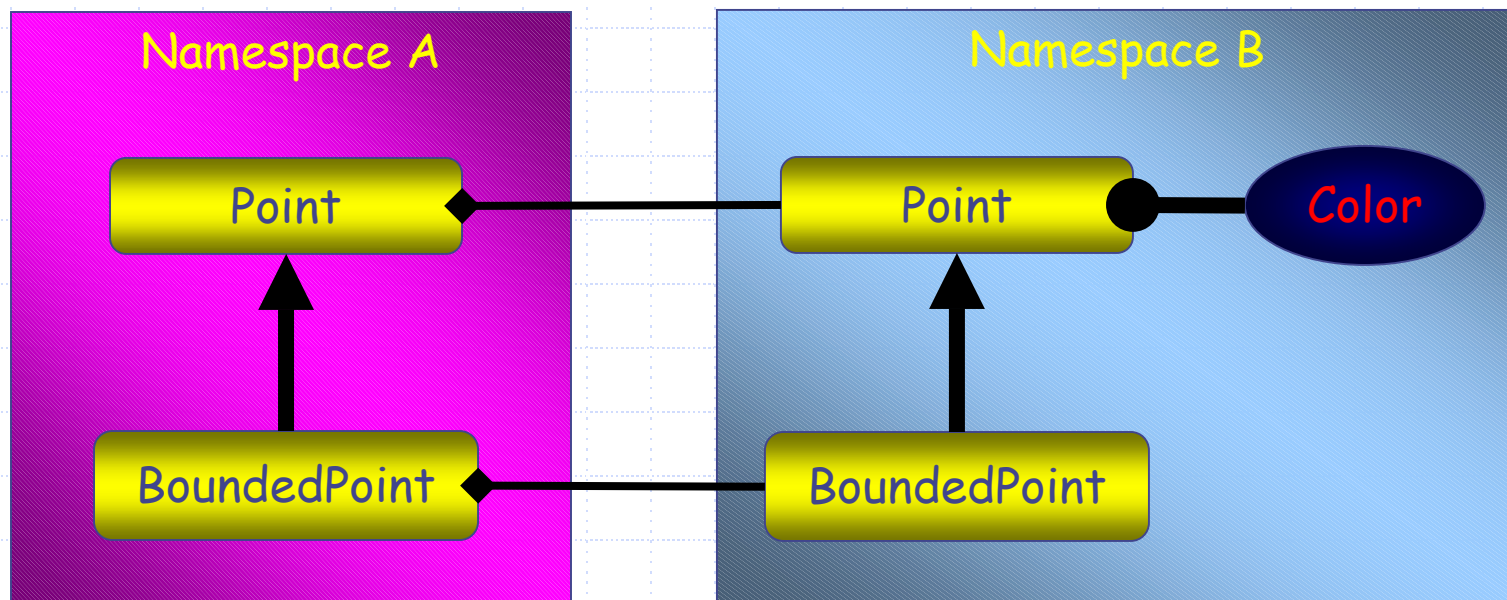 Namespace A
Namespace B
Point
Point
Color
BoundedPoint
BoundedPoint